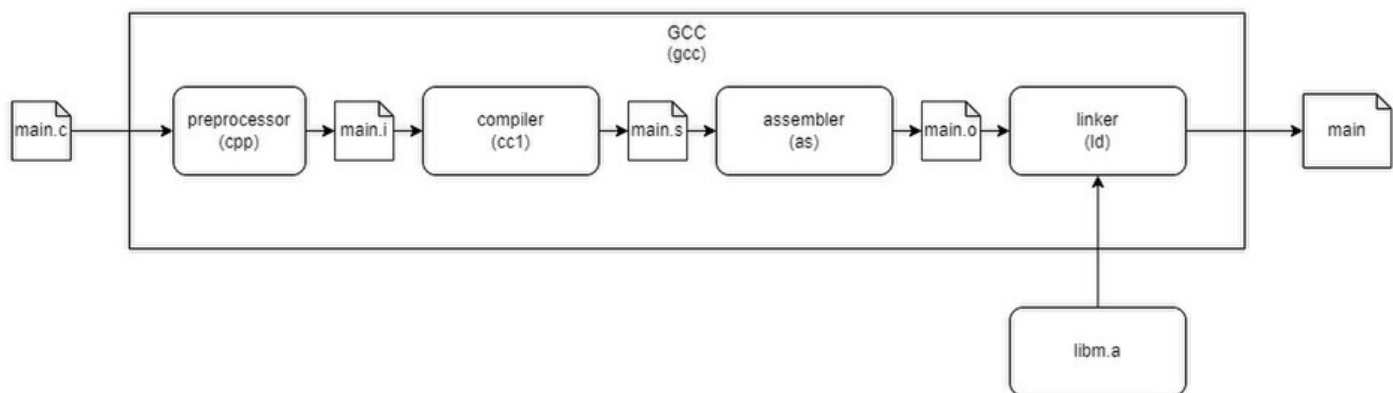 GCC
(gcc)
main.c
preprocessor
(cpp)
main.i
compiler
(cc1)
main.s
assembler
(as)
main.o
linker
(ld)
main
libm.a